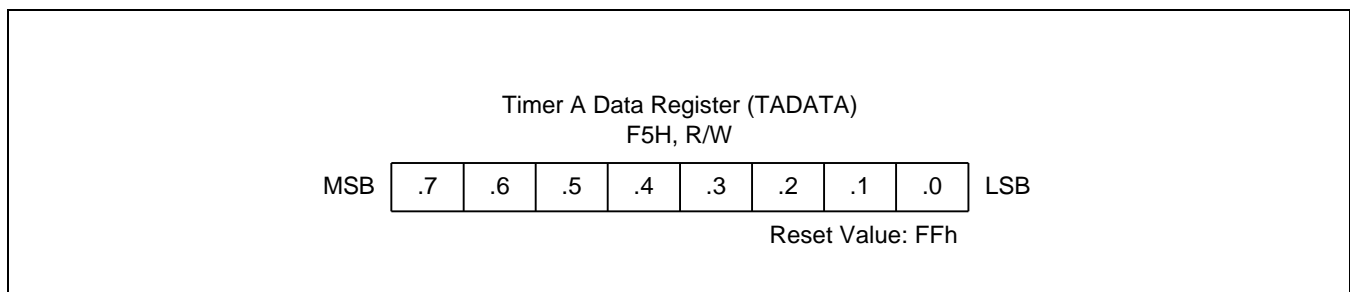 Timer A Data Register (TADATA)
F5H, R/W
MSB .7 .6 .5 .4 .3 .2 .1 .0 LSB
Reset Value: FFh